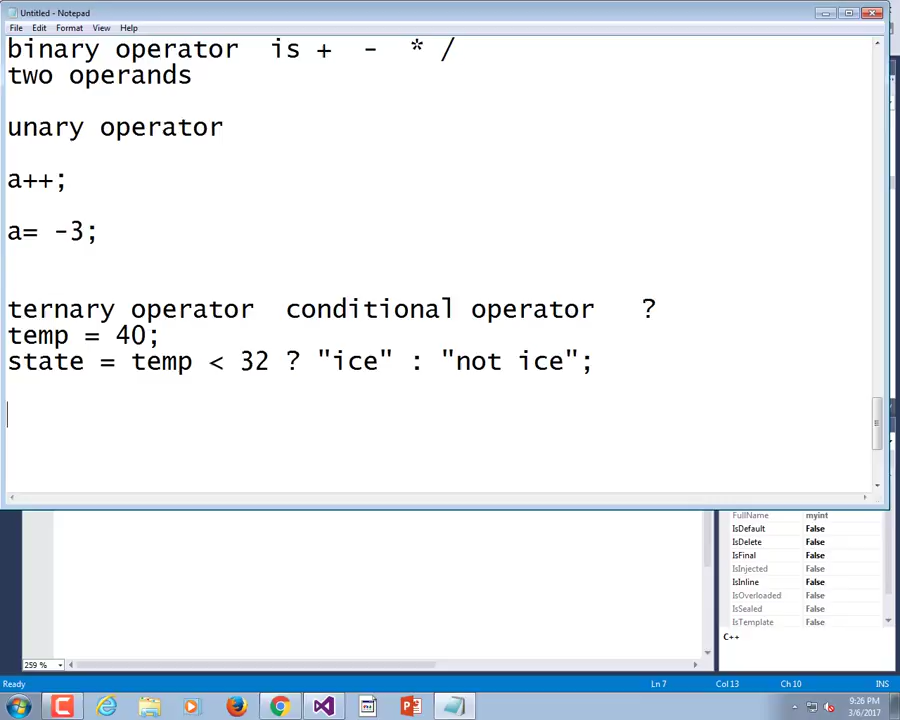 Untitled - Notepad
File Edit Format View Help
binary operator is + - * /
two operands
unary operator
a++;
a= -3;
ternary operator conditional operator ?
temp = 40;
state = temp < 32 ? "ice" : "not ice";
FullName myint
IsDefault False
IsDelete False
IsFinal False
IsInjected False
IsInline False
IsOverloaded False
IsSealed False
IsTemplate False
C++
259 %
Ready Ln 7 Col 13 Ch 10 INS
9:26 PM
3/6/2017